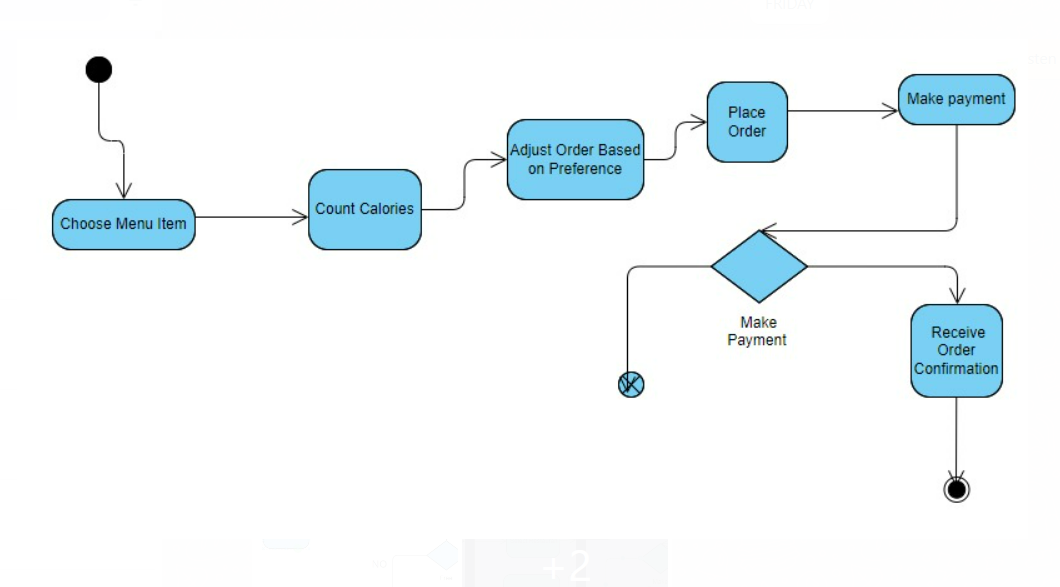 FRIDAY
Choose Menu Item
Count Calories
Adjust Order Based
on Preference
Place
Order
Make payment
Make
Payment
Receive
Order
Confirmation
+2